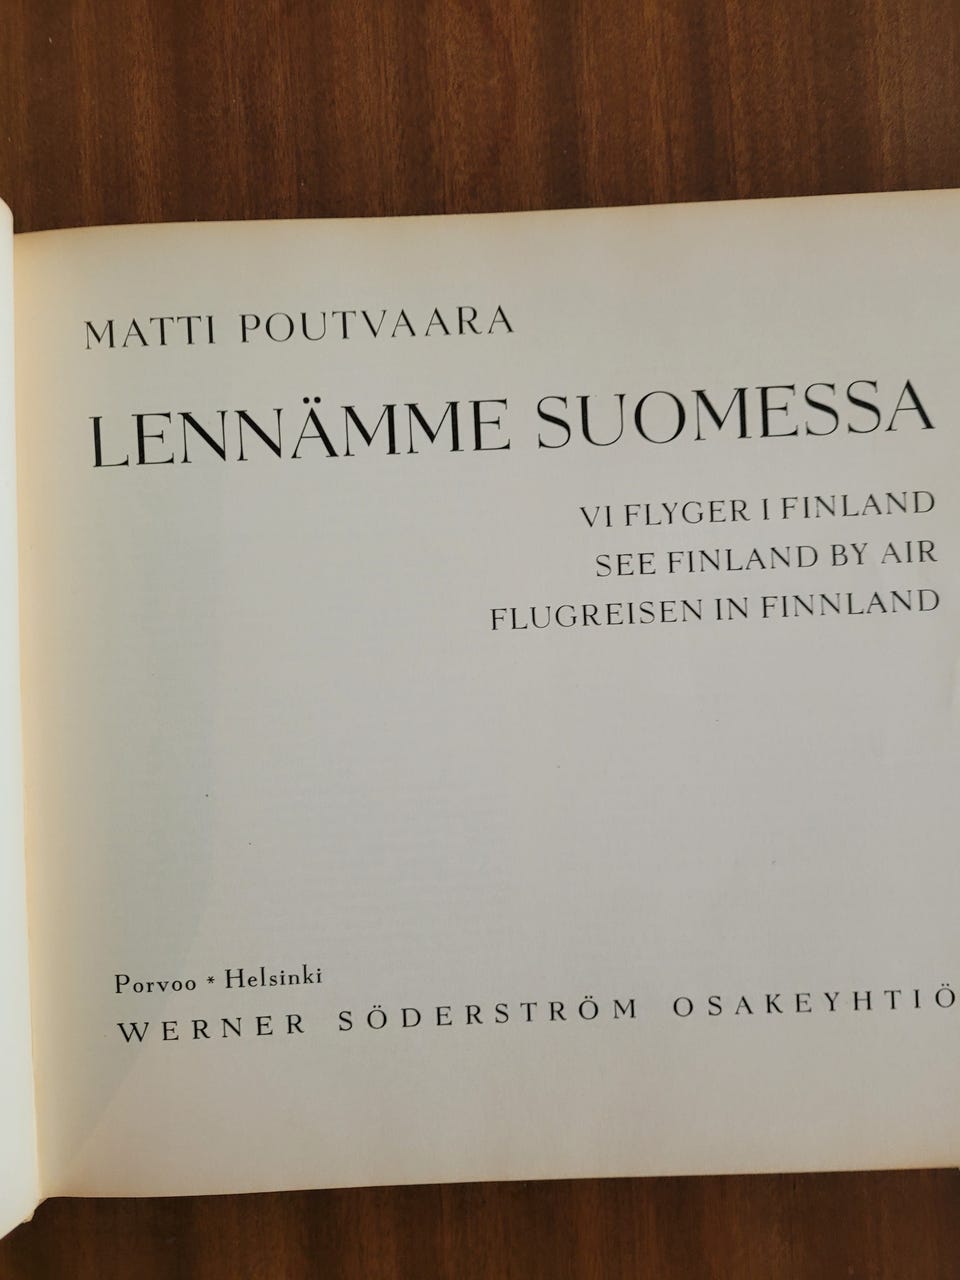 MATTI POUTVAARA
LENNÄMME SUOMESSA
VI FLYGER I FINLAND
SEE FINLAND BY AIR
FLUGREISEN IN FINNLAND
Porvoo * Helsinki
WERNER SÖDERSTRÖM OSAKEYHTIÖ